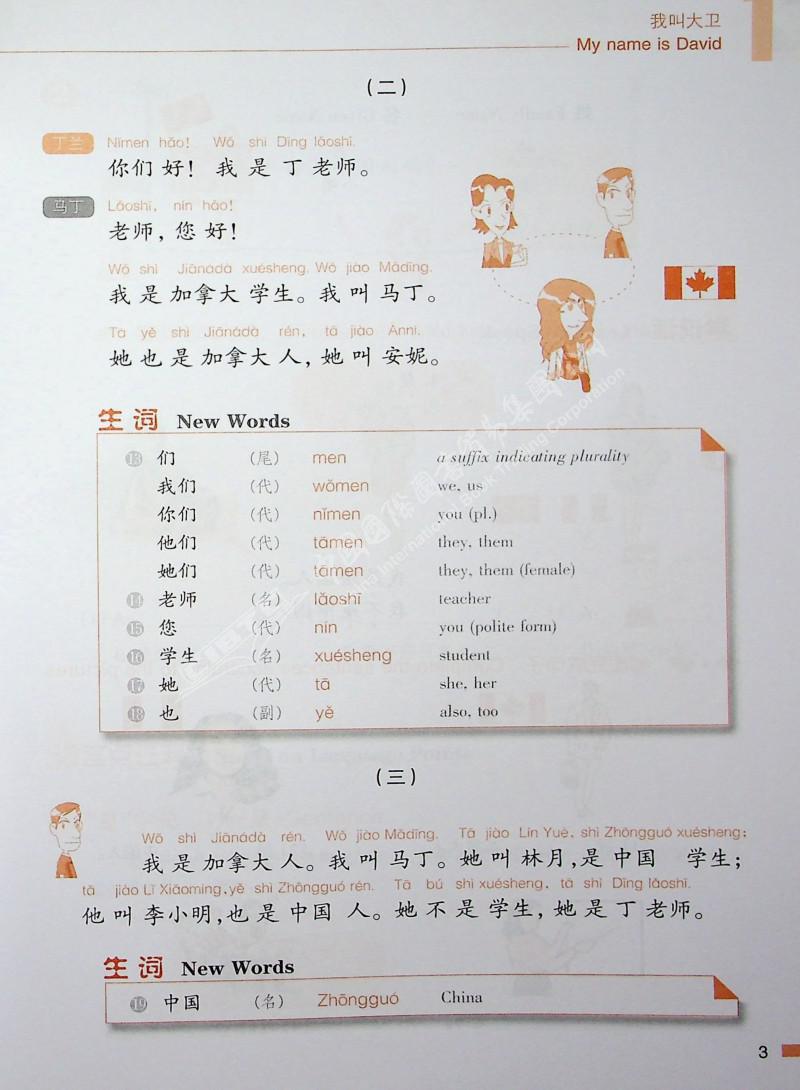 我叫大卫
My name is David
1
（二）
丁兰 Nǐmen hǎo! Wǒ shì Dīng lǎoshī.
你们好！我是丁老师。
马丁 Lǎoshī, nín hǎo!
老师，您好！
Wǒ shì Jiānádà xuésheng. Wǒ jiào Mǎdīng.
我是加拿大学生。我叫马丁。
Tā yě shì Jiānádà rén, tā jiào Ānnī.
她也是加拿大人，她叫安妮。
生词 New Words
13 们 （尾） men a suffix indicating plurality
我们 （代） wǒmen we, us
你们 （代） nǐmen you (pl.)
他们 （代） tāmen they, them
她们 （代） tāmen they, them (female)
14 老师 （名） lǎoshī teacher
15 您 （代） nín you (polite form)
16 学生 （名） xuésheng student
17 她 （代） tā she, her
18 也 （副） yě also, too
（三）
Wǒ shì Jiānádà rén. Wǒ jiào Mǎdīng. Tā jiào Lín Yuè, shì Zhōngguó xuésheng;
我是加拿大人。我叫马丁。她叫林月，是中国 学生；
tā jiào Lǐ Xiǎomíng, yě shì Zhōngguó rén. Tā bú shì xuésheng, tā shì Dīng lǎoshī.
他叫李小明，也是中国人。她不是学生，她是丁老师。
生词 New Words
19 中国 （名） Zhōngguó China
3